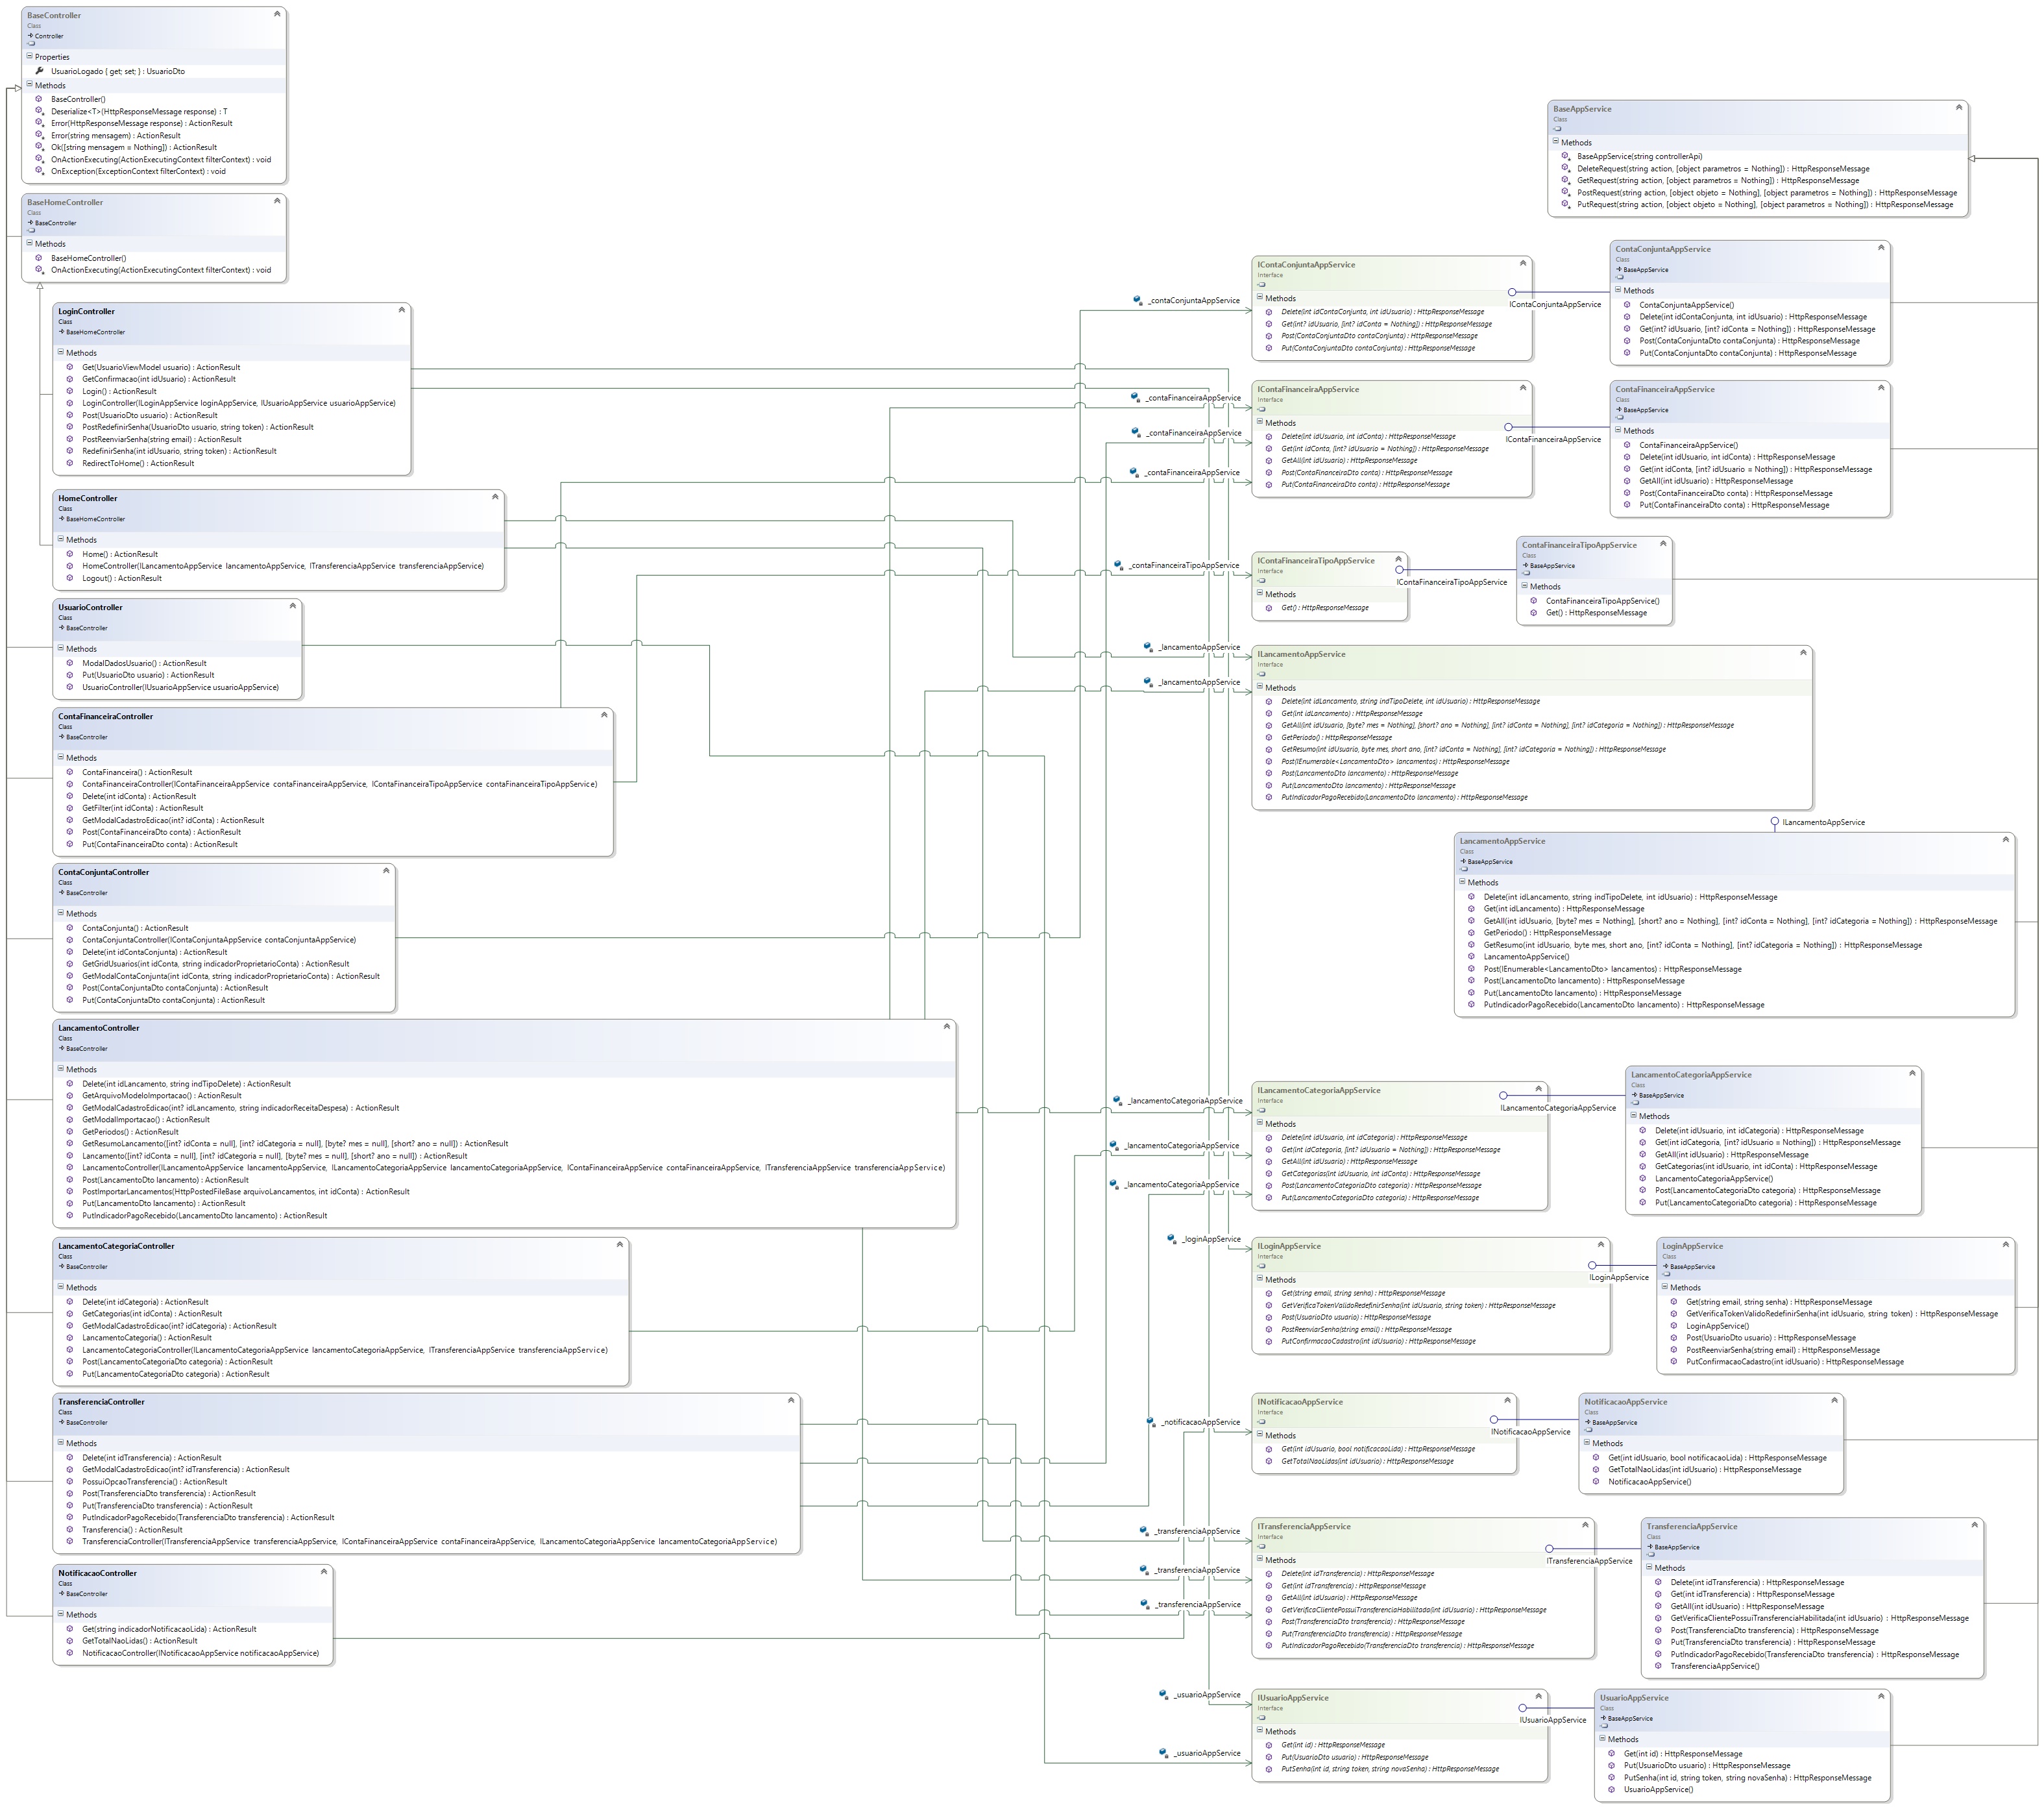 BaseController
Class
Controller
Properties
UsuarioLogado { get; set; } : UsuarioDto
Methods
BaseController()
Deserialize<T>(HttpResponseMessage response) : T
Error(HttpResponseMessage response) : ActionResult
Error(string mensagem) : ActionResult
Ok([string mensagem = Nothing]) : ActionResult
OnActionExecuting(ActionExecutingContext filterContext) : void
OnException(ExceptionContext filterContext) : void
BaseHomeController
Class
BaseController
Methods
BaseHomeController()
OnActionExecuting(ActionExecutingContext filterContext) : void
LoginController
Class
BaseHomeController
Methods
Get(UsuarioViewModel usuario) : ActionResult
GetConfirmacao(int idUsuario) : ActionResult
Login() : ActionResult
LoginController(ILoginAppService loginAppService, IUsuarioAppService usuarioAppService)
Post(UsuarioDto usuario) : ActionResult
PostRedefinirSenha(UsuarioDto usuario, string token) : ActionResult
PostReenviarSenha(string email) : ActionResult
RedefinirSenha(int idUsuario, string token) : ActionResult
RedirectToHome() : ActionResult
HomeController
Class
BaseHomeController
Methods
Home() : ActionResult
HomeController(ILancamentoAppService lancamentoAppService, ITransferenciaAppService transferenciaAppService)
Logout() : ActionResult
UsuarioController
Class
BaseController
Methods
ModalDadosUsuario() : ActionResult
Put(UsuarioDto usuario) : ActionResult
UsuarioController(IUsuarioAppService usuarioAppService)
ContaFinanceiraController
Class
BaseController
Methods
ContaFinanceira() : ActionResult
ContaFinanceiraController(IContaFinanceiraAppService contaFinanceiraAppService, IContaFinanceiraTipoAppService contaFinanceiraTipoAppService)
Delete(int idConta) : ActionResult
GetFilter(int idConta) : ActionResult
GetModalCadastroEdicao(int? idConta) : ActionResult
Post(ContaFinanceiraDto conta) : ActionResult
Put(ContaFinanceiraDto conta) : ActionResult
ContaConjuntaController
Class
BaseController
Methods
ContaConjunta() : ActionResult
ContaConjuntaController(IContaConjuntaAppService contaConjuntaAppService)
Delete(int idContaConjunta) : ActionResult
GetGridUsuarios(int idConta, string indicadorProprietarioConta) : ActionResult
GetModalContaConjunta(int idConta, string indicadorProprietarioConta) : ActionResult
Post(ContaConjuntaDto contaConjunta) : ActionResult
Put(ContaConjuntaDto contaConjunta) : ActionResult
LancamentoController
Class
BaseController
Methods
Delete(int idLancamento, string indTipoDelete) : ActionResult
GetArquivoModeloImportacao() : ActionResult
GetModalCadastroEdicao(int? idLancamento, string indicadorReceitaDespesa) : ActionResult
GetModalImportacao() : ActionResult
GetPeriodos() : ActionResult
GetResumoLancamento([int? idConta = null], [int? idCategoria = null], [byte? mes = null], [short? ano = null]) : ActionResult
Lancamento([int? idConta = null], [int? idCategoria = null], [byte? mes = null], [short? ano = null]) : ActionResult
LancamentoController(ILancamentoAppService lancamentoAppService, ILancamentoCategoriaAppService lancamentoCategoriaAppService, IContaFinanceiraAppService contaFinanceiraAppService, ITransferenciaAppService transferenciaAppService)
Post(LancamentoDto lancamento) : ActionResult
PostImportarLancamentos(HttpPostedFileBase arquivoLancamentos, int idConta) : ActionResult
Put(LancamentoDto lancamento) : ActionResult
PutIndicadorPagoRecebido(LancamentoDto lancamento) : ActionResult
LancamentoCategoriaController
Class
BaseController
Methods
Delete(int idCategoria) : ActionResult
GetCategorias(int idConta) : ActionResult
GetModalCadastroEdicao(int? idCategoria) : ActionResult
LancamentoCategoria() : ActionResult
LancamentoCategoriaController(ILancamentoCategoriaAppService lancamentoCategoriaAppService, ITransferenciaAppService transferenciaAppService)
Post(LancamentoCategoriaDto categoria) : ActionResult
Put(LancamentoCategoriaDto categoria) : ActionResult
TransferenciaController
Class
BaseController
Methods
Delete(int idTransferencia) : ActionResult
GetModalCadastroEdicao(int? idTransferencia) : ActionResult
PossuiOpcaoTransferencia() : ActionResult
Post(TransferenciaDto transferencia) : ActionResult
Put(TransferenciaDto transferencia) : ActionResult
PutIndicadorPagoRecebido(TransferenciaDto transferencia) : ActionResult
Transferencia() : ActionResult
TransferenciaController(ITransferenciaAppService transferenciaAppService, IContaFinanceiraAppService contaFinanceiraAppService, ILancamentoCategoriaAppService lancamentoCategoriaAppService)
NotificacaoController
Class
BaseController
Methods
Get(string indicadorNotificacaoLida) : ActionResult
GetTotalNaoLidas() : ActionResult
NotificacaoController(INotificacaoAppService notificacaoAppService)
_contaConjuntaAppService
_contaFinanceiraAppService
_contaFinanceiraAppService
_contaFinanceiraAppService
_contaFinanceiraTipoAppService
_lancamentoAppService
_lancamentoAppService
_lancamentoCategoriaAppService
_lancamentoCategoriaAppService
_lancamentoCategoriaAppService
_loginAppService
_notificacaoAppService
_transferenciaAppService
_transferenciaAppService
_transferenciaAppService
_usuarioAppService
_usuarioAppService
BaseAppService
Class
Methods
BaseAppService(string controllerApi)
DeleteRequest(string action, [object parametros = Nothing]) : HttpResponseMessage
GetRequest(string action, [object parametros = Nothing]) : HttpResponseMessage
PostRequest(string action, [object objeto = Nothing], [object parametros = Nothing]) : HttpResponseMessage
PutRequest(string action, [object objeto = Nothing], [object parametros = Nothing]) : HttpResponseMessage
IContaConjuntaAppService
Interface
Methods
Delete(int idContaConjunta, int idUsuario) : HttpResponseMessage
Get(int? idUsuario, [int? idConta = Nothing]) : HttpResponseMessage
Post(ContaConjuntaDto contaConjunta) : HttpResponseMessage
Put(ContaConjuntaDto contaConjunta) : HttpResponseMessage
IContaConjuntaAppService
ContaConjuntaAppService
Class
BaseAppService
Methods
ContaConjuntaAppService()
Delete(int idContaConjunta, int idUsuario) : HttpResponseMessage
Get(int? idUsuario, [int? idConta = Nothing]) : HttpResponseMessage
Post(ContaConjuntaDto contaConjunta) : HttpResponseMessage
Put(ContaConjuntaDto contaConjunta) : HttpResponseMessage
IContaFinanceiraAppService
Interface
Methods
Delete(int idUsuario, int idConta) : HttpResponseMessage
Get(int idConta, [int? idUsuario = Nothing]) : HttpResponseMessage
GetAll(int idUsuario) : HttpResponseMessage
Post(ContaFinanceiraDto conta) : HttpResponseMessage
Put(ContaFinanceiraDto conta) : HttpResponseMessage
IContaFinanceiraAppService
ContaFinanceiraAppService
Class
BaseAppService
Methods
ContaFinanceiraAppService()
Delete(int idUsuario, int idConta) : HttpResponseMessage
Get(int idConta, [int? idUsuario = Nothing]) : HttpResponseMessage
GetAll(int idUsuario) : HttpResponseMessage
Post(ContaFinanceiraDto conta) : HttpResponseMessage
Put(ContaFinanceiraDto conta) : HttpResponseMessage
IContaFinanceiraTipoAppService
Interface
Methods
Get() : HttpResponseMessage
IContaFinanceiraTipoAppService
ContaFinanceiraTipoAppService
Class
BaseAppService
Methods
ContaFinanceiraTipoAppService()
Get() : HttpResponseMessage
ILancamentoAppService
Interface
Methods
Delete(int idLancamento, string indTipoDelete, int idUsuario) : HttpResponseMessage
Get(int idLancamento) : HttpResponseMessage
GetAll(int idUsuario, [byte? mes = Nothing], [short? ano = Nothing], [int? idConta = Nothing], [int? idCategoria = Nothing]) : HttpResponseMessage
GetPeriodo() : HttpResponseMessage
GetResumo(int idUsuario, byte mes, short ano, [int? idConta = Nothing], [int? idCategoria = Nothing]) : HttpResponseMessage
Post(IEnumerable<LancamentoDto> lancamentos) : HttpResponseMessage
Post(LancamentoDto lancamento) : HttpResponseMessage
Put(LancamentoDto lancamento) : HttpResponseMessage
PutIndicadorPagoRecebido(LancamentoDto lancamento) : HttpResponseMessage
ILancamentoAppService
LancamentoAppService
Class
BaseAppService
Methods
Delete(int idLancamento, string indTipoDelete, int idUsuario) : HttpResponseMessage
Get(int idLancamento) : HttpResponseMessage
GetAll(int idUsuario, [byte? mes = Nothing], [short? ano = Nothing], [int? idConta = Nothing], [int? idCategoria = Nothing]) : HttpResponseMessage
GetPeriodo() : HttpResponseMessage
GetResumo(int idUsuario, byte mes, short ano, [int? idConta = Nothing], [int? idCategoria = Nothing]) : HttpResponseMessage
LancamentoAppService()
Post(IEnumerable<LancamentoDto> lancamentos) : HttpResponseMessage
Post(LancamentoDto lancamento) : HttpResponseMessage
Put(LancamentoDto lancamento) : HttpResponseMessage
PutIndicadorPagoRecebido(LancamentoDto lancamento) : HttpResponseMessage
ILancamentoCategoriaAppService
Interface
Methods
Delete(int idUsuario, int idCategoria) : HttpResponseMessage
Get(int idCategoria, [int? idUsuario = Nothing]) : HttpResponseMessage
GetAll(int idUsuario) : HttpResponseMessage
GetCategorias(int idUsuario, int idConta) : HttpResponseMessage
Post(LancamentoCategoriaDto categoria) : HttpResponseMessage
Put(LancamentoCategoriaDto categoria) : HttpResponseMessage
ILancamentoCategoriaAppService
LancamentoCategoriaAppService
Class
BaseAppService
Methods
Delete(int idUsuario, int idCategoria) : HttpResponseMessage
Get(int idCategoria, [int? idUsuario = Nothing]) : HttpResponseMessage
GetAll(int idUsuario) : HttpResponseMessage
GetCategorias(int idUsuario, int idConta) : HttpResponseMessage
LancamentoCategoriaAppService()
Post(LancamentoCategoriaDto categoria) : HttpResponseMessage
Put(LancamentoCategoriaDto categoria) : HttpResponseMessage
ILoginAppService
Interface
Methods
Get(string email, string senha) : HttpResponseMessage
GetVerificaTokenValidoRedefinirSenha(int idUsuario, string token) : HttpResponseMessage
Post(UsuarioDto usuario) : HttpResponseMessage
PostReenviarSenha(string email) : HttpResponseMessage
PutConfirmacaoCadastro(int idUsuario) : HttpResponseMessage
ILoginAppService
LoginAppService
Class
BaseAppService
Methods
Get(string email, string senha) : HttpResponseMessage
GetVerificaTokenValidoRedefinirSenha(int idUsuario, string token) : HttpResponseMessage
LoginAppService()
Post(UsuarioDto usuario) : HttpResponseMessage
PostReenviarSenha(string email) : HttpResponseMessage
PutConfirmacaoCadastro(int idUsuario) : HttpResponseMessage
INotificacaoAppService
Interface
Methods
Get(int idUsuario, bool notificacaoLida) : HttpResponseMessage
GetTotalNaoLidas(int idUsuario) : HttpResponseMessage
INotificacaoAppService
NotificacaoAppService
Class
BaseAppService
Methods
Get(int idUsuario, bool notificacaoLida) : HttpResponseMessage
GetTotalNaoLidas(int idUsuario) : HttpResponseMessage
NotificacaoAppService()
ITransferenciaAppService
Interface
Methods
Delete(int idTransferencia) : HttpResponseMessage
Get(int idTransferencia) : HttpResponseMessage
GetAll(int idUsuario) : HttpResponseMessage
GetVerificaClientePossuiTransferenciaHabilitada(int idUsuario) : HttpResponseMessage
Post(TransferenciaDto transferencia) : HttpResponseMessage
Put(TransferenciaDto transferencia) : HttpResponseMessage
PutIndicadorPagoRecebido(TransferenciaDto transferencia) : HttpResponseMessage
ITransferenciaAppService
TransferenciaAppService
Class
BaseAppService
Methods
Delete(int idTransferencia) : HttpResponseMessage
Get(int idTransferencia) : HttpResponseMessage
GetAll(int idUsuario) : HttpResponseMessage
GetVerificaClientePossuiTransferenciaHabilitada(int idUsuario) : HttpResponseMessage
Post(TransferenciaDto transferencia) : HttpResponseMessage
Put(TransferenciaDto transferencia) : HttpResponseMessage
PutIndicadorPagoRecebido(TransferenciaDto transferencia) : HttpResponseMessage
TransferenciaAppService()
IUsuarioAppService
Interface
Methods
Get(int id) : HttpResponseMessage
Put(UsuarioDto usuario) : HttpResponseMessage
PutSenha(int id, string token, string novaSenha) : HttpResponseMessage
IUsuarioAppService
UsuarioAppService
Class
BaseAppService
Methods
Get(int id) : HttpResponseMessage
Put(UsuarioDto usuario) : HttpResponseMessage
PutSenha(int id, string token, string novaSenha) : HttpResponseMessage
UsuarioAppService()